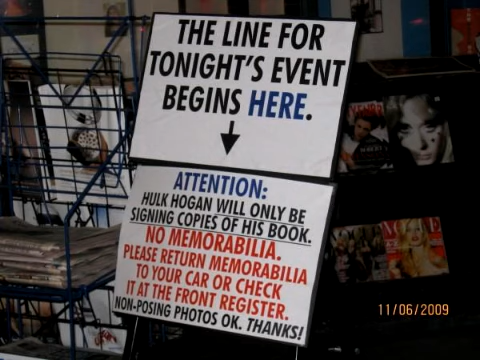 THE LINE FOR
TONIGHT'S EVENT
BEGINS HERE.
ATTENTION:
HULK HOGAN WILL ONLY BE
SIGNING COPIES OF HIS BOOK.
NO MEMORABILIA.
PLEASE RETURN MEMORABILIA
TO YOUR CAR OR CHECK
IT AT THE FRONT REGISTER.
NON-POSING PHOTOS OK. THANKS!
VOGUE
11/06/2009